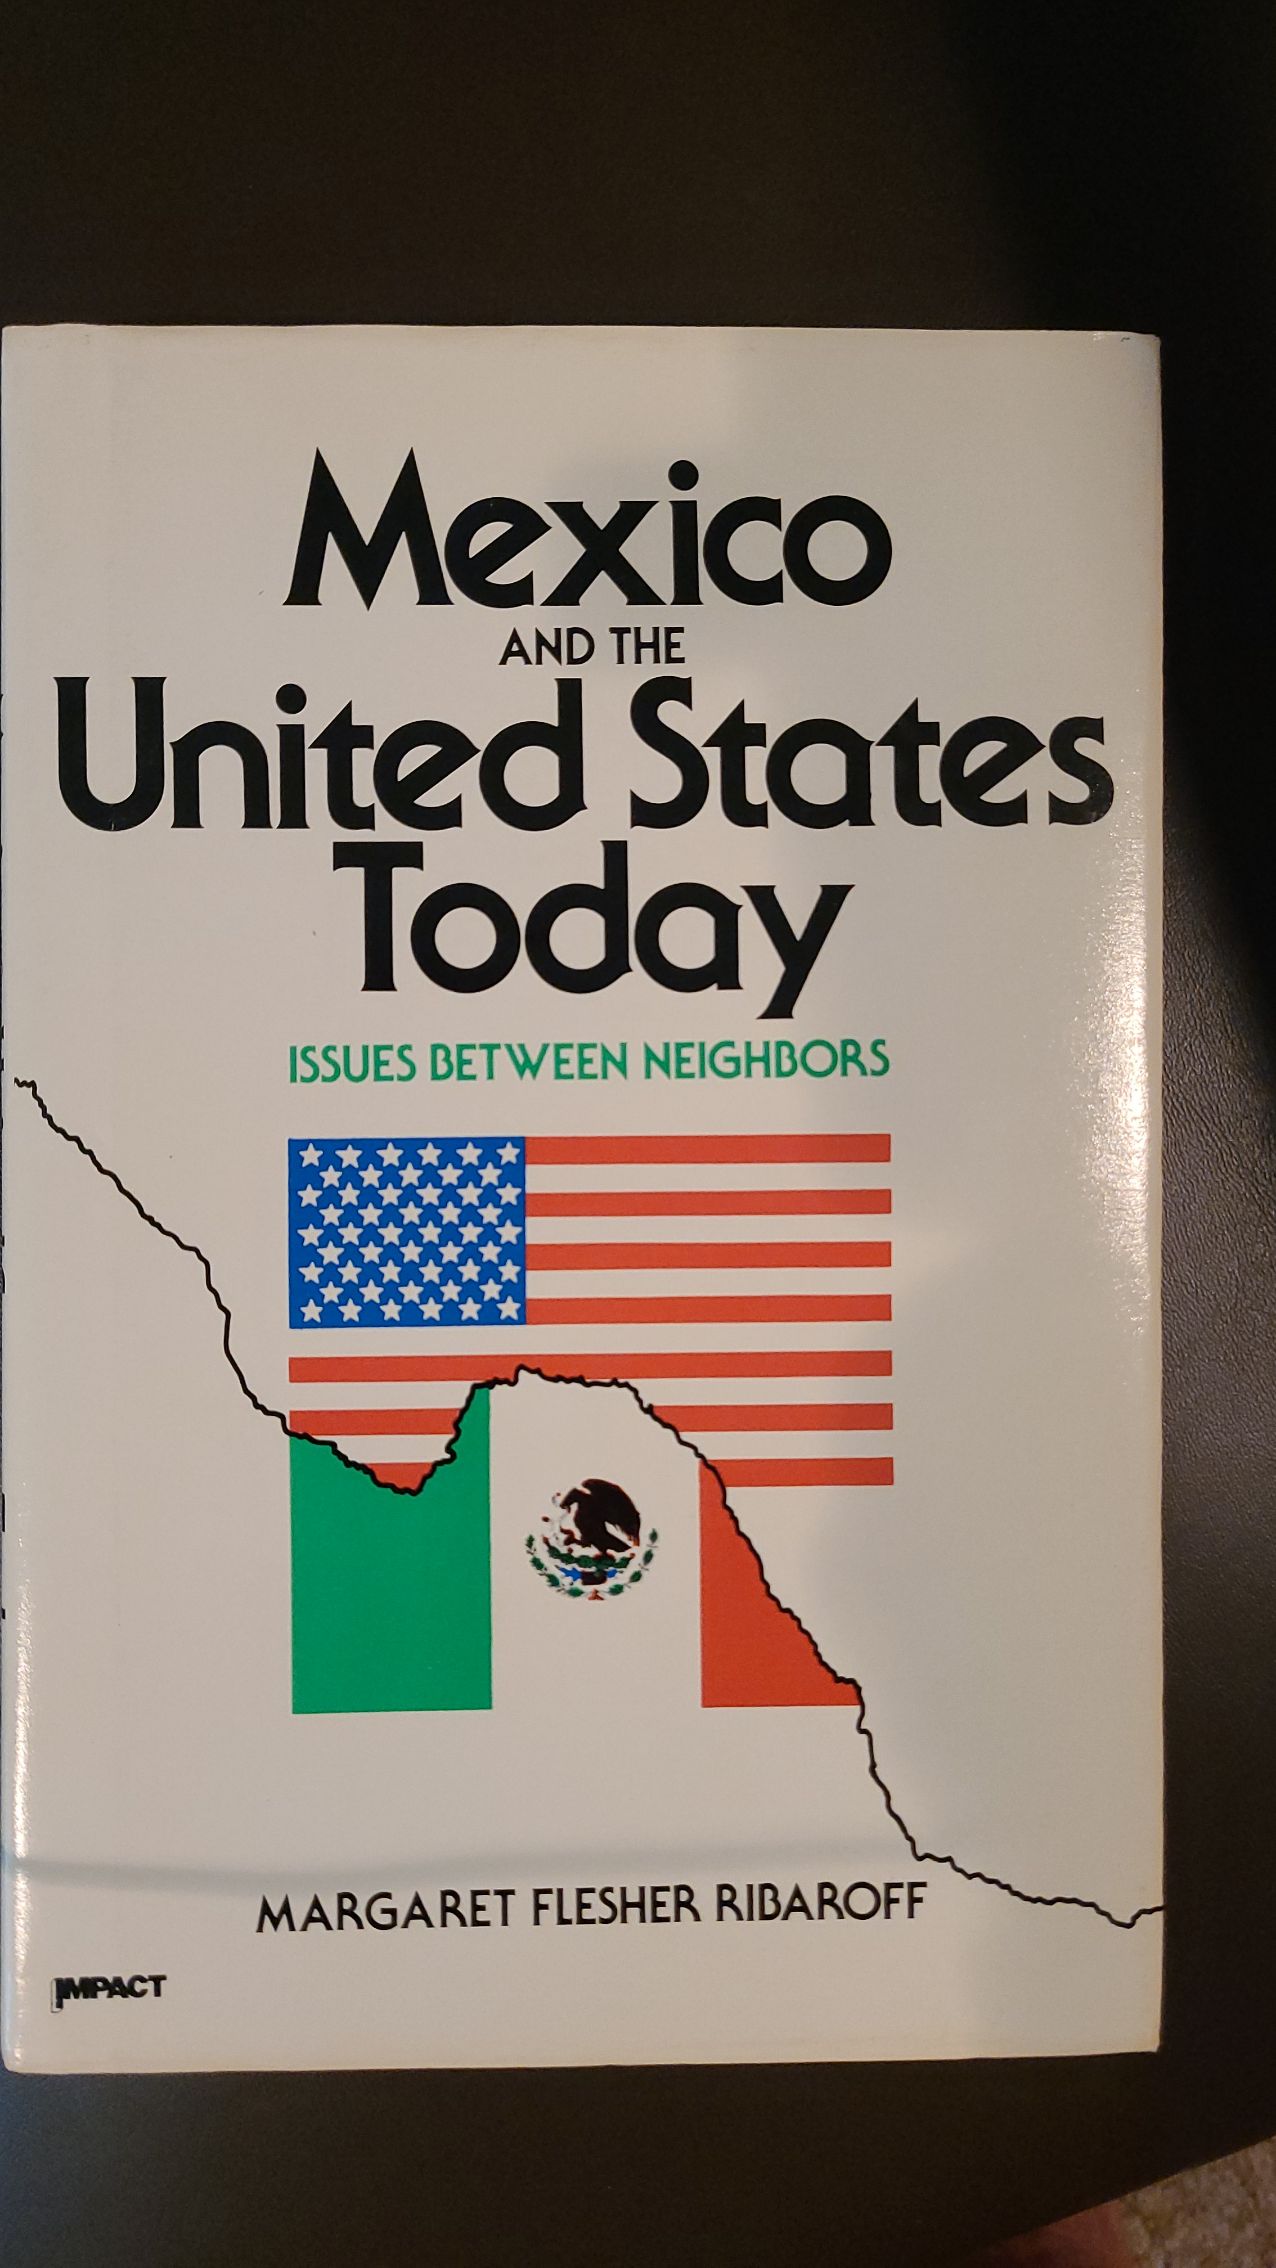 Mexico
AND THE
United States
Today
ISSUES BETWEEN NEIGHBORS
MARGARET FLESHER RIBAROFF
IMPACT